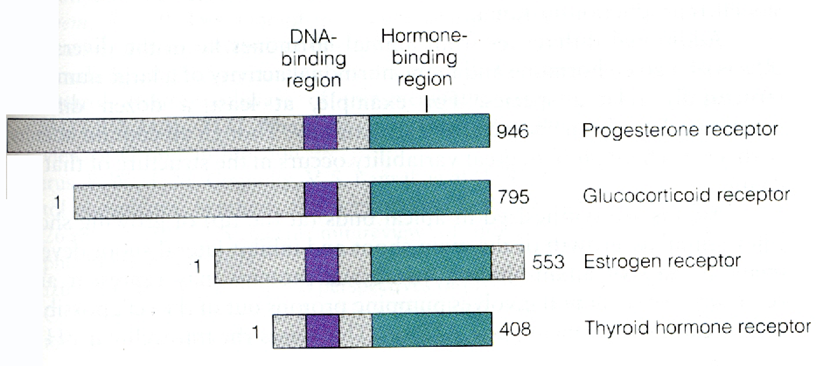 DNA-
binding
region
Hormone-
binding
region
946 Progesterone receptor
1 795 Glucocorticoid receptor
1 553 Estrogen receptor
1 408 Thyroid hormone receptor